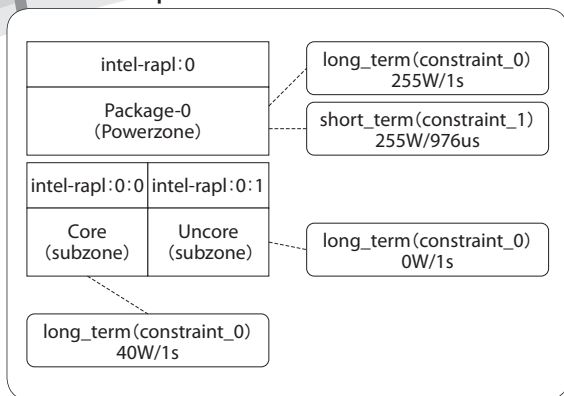 intel-rapl:0
Package-0
(Powerzone)
long_term(constraint_0)
255W/1s
short_term(constraint_1)
255W/976us
intel-rapl:0:0
intel-rapl:0:1
Core
(subzone)
Uncore
(subzone)
long_term(constraint_0)
0W/1s
long_term(constraint_0)
40W/1s